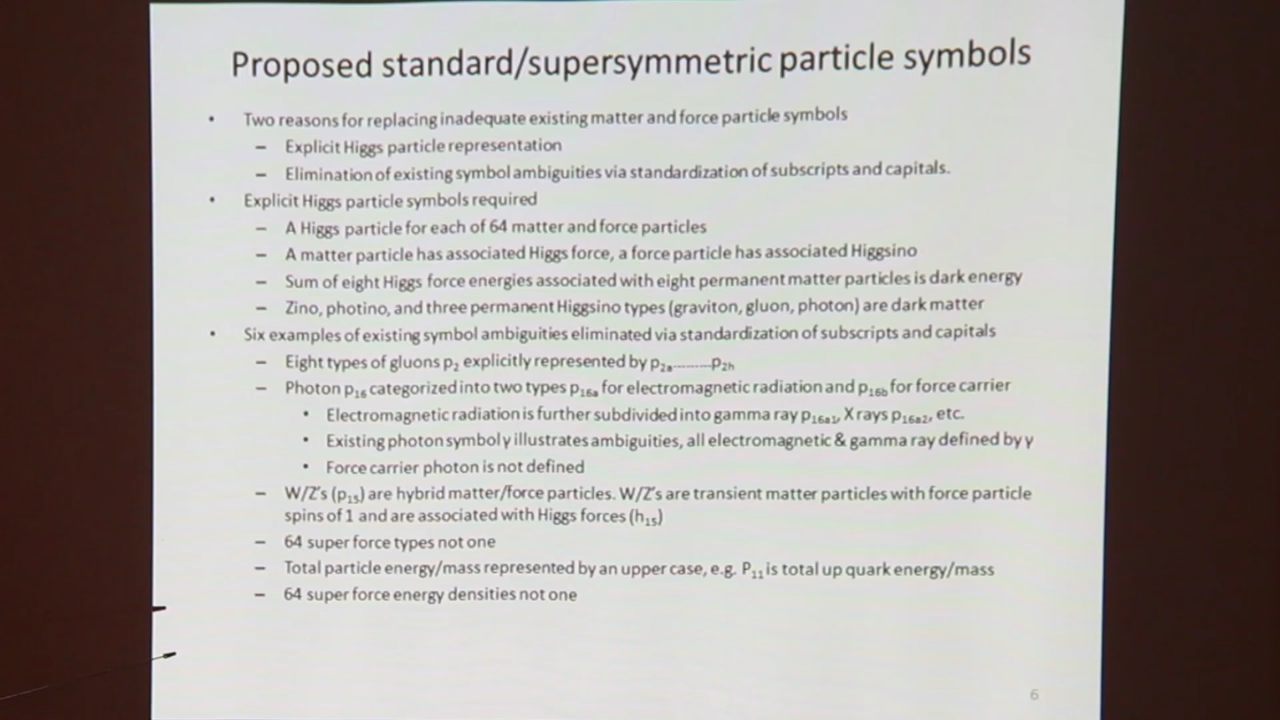 Proposed standard/supersymmetric particle symbols
• Two reasons for replacing inadequate existing matter and force particle symbols
– Explicit Higgs particle representation
– Elimination of existing symbol ambiguities via standardization of subscripts and capitals.
• Explicit Higgs particle symbols required
– A Higgs particle for each of 64 matter and force particles
– A matter particle has associated Higgs force, a force particle has associated Higgsino
– Sum of eight Higgs force energies associated with eight permanent matter particles is dark energy
– Zino, photino, and three permanent Higgsino types (graviton, gluon, photon) are dark matter
• Six examples of existing symbol ambiguities eliminated via standardization of subscripts and capitals
– Eight types of gluons p₂ explicitly represented by p₂ₐ.........p₂ₕ
– Photon p₁₆ categorized into two types p₁₆ₐ for electromagnetic radiation and p₁₆b for force carrier
• Electromagnetic radiation is further subdivided into gamma ray p₁₆ₐ₁, X rays p₁₆ₐ₂, etc.
• Existing photon symbol γ illustrates ambiguities, all electromagnetic & gamma ray defined by γ
• Force carrier photon is not defined
– W/Z's (p₁₅) are hybrid matter/force particles. W/Z's are transient matter particles with force particle
spins of 1 and are associated with Higgs forces (h₁₅)
– 64 super force types not one
– Total particle energy/mass represented by an upper case, e.g. P₁₁ is total up quark energy/mass
– 64 super force energy densities not one
6